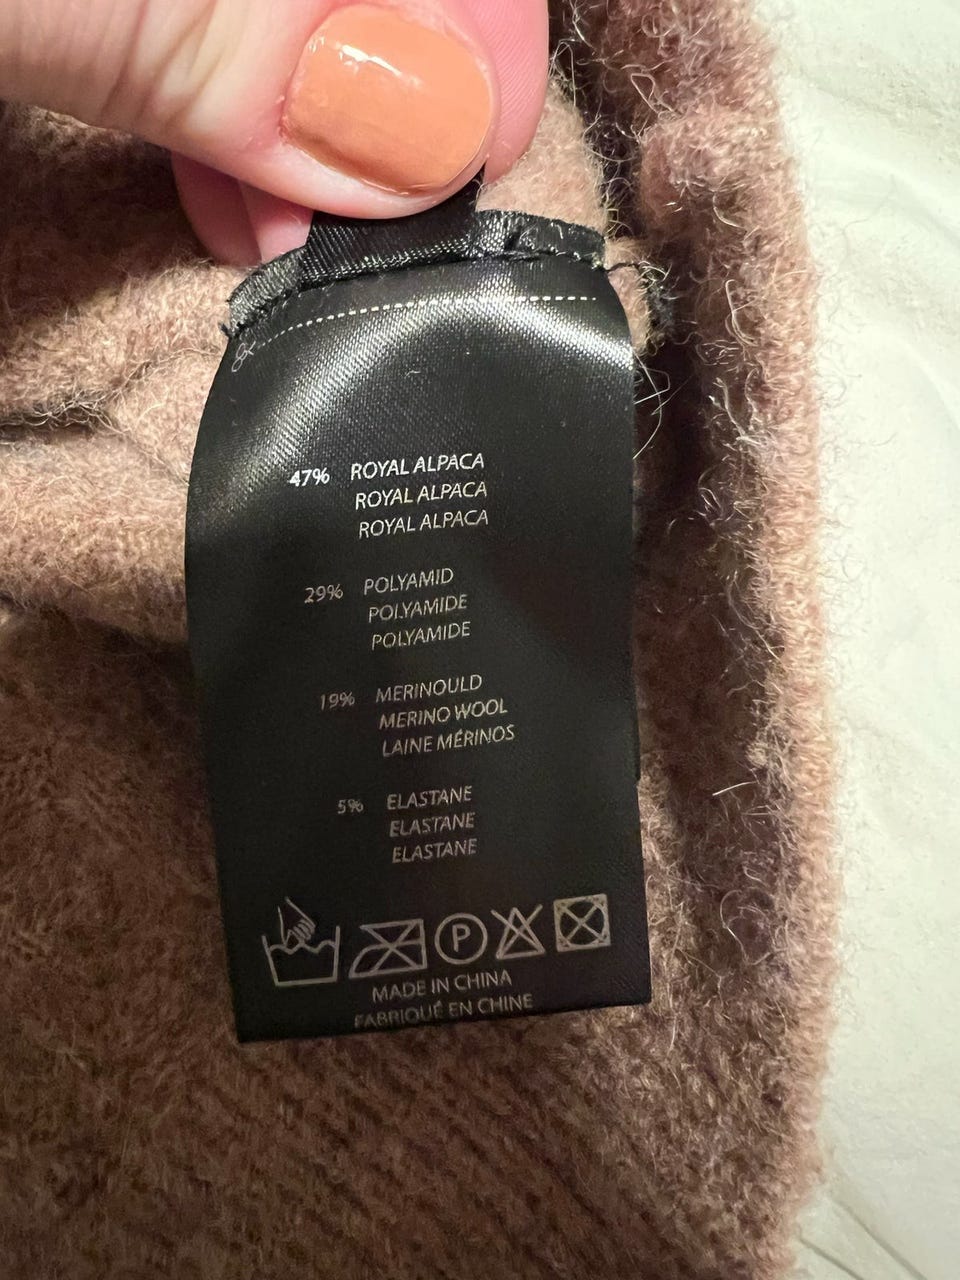 47% ROYAL ALPACA
ROYAL ALPACA
ROYAL ALPACA
29% POLYAMID
POLYAMIDE
POLYAMIDE
19% MERINOULD
MERINO WOOL
LAINE MÉRINOS
5% ELASTANE
ELASTANE
ELASTANE
P
MADE IN CHINA
FABRIQUÉ EN CHINE